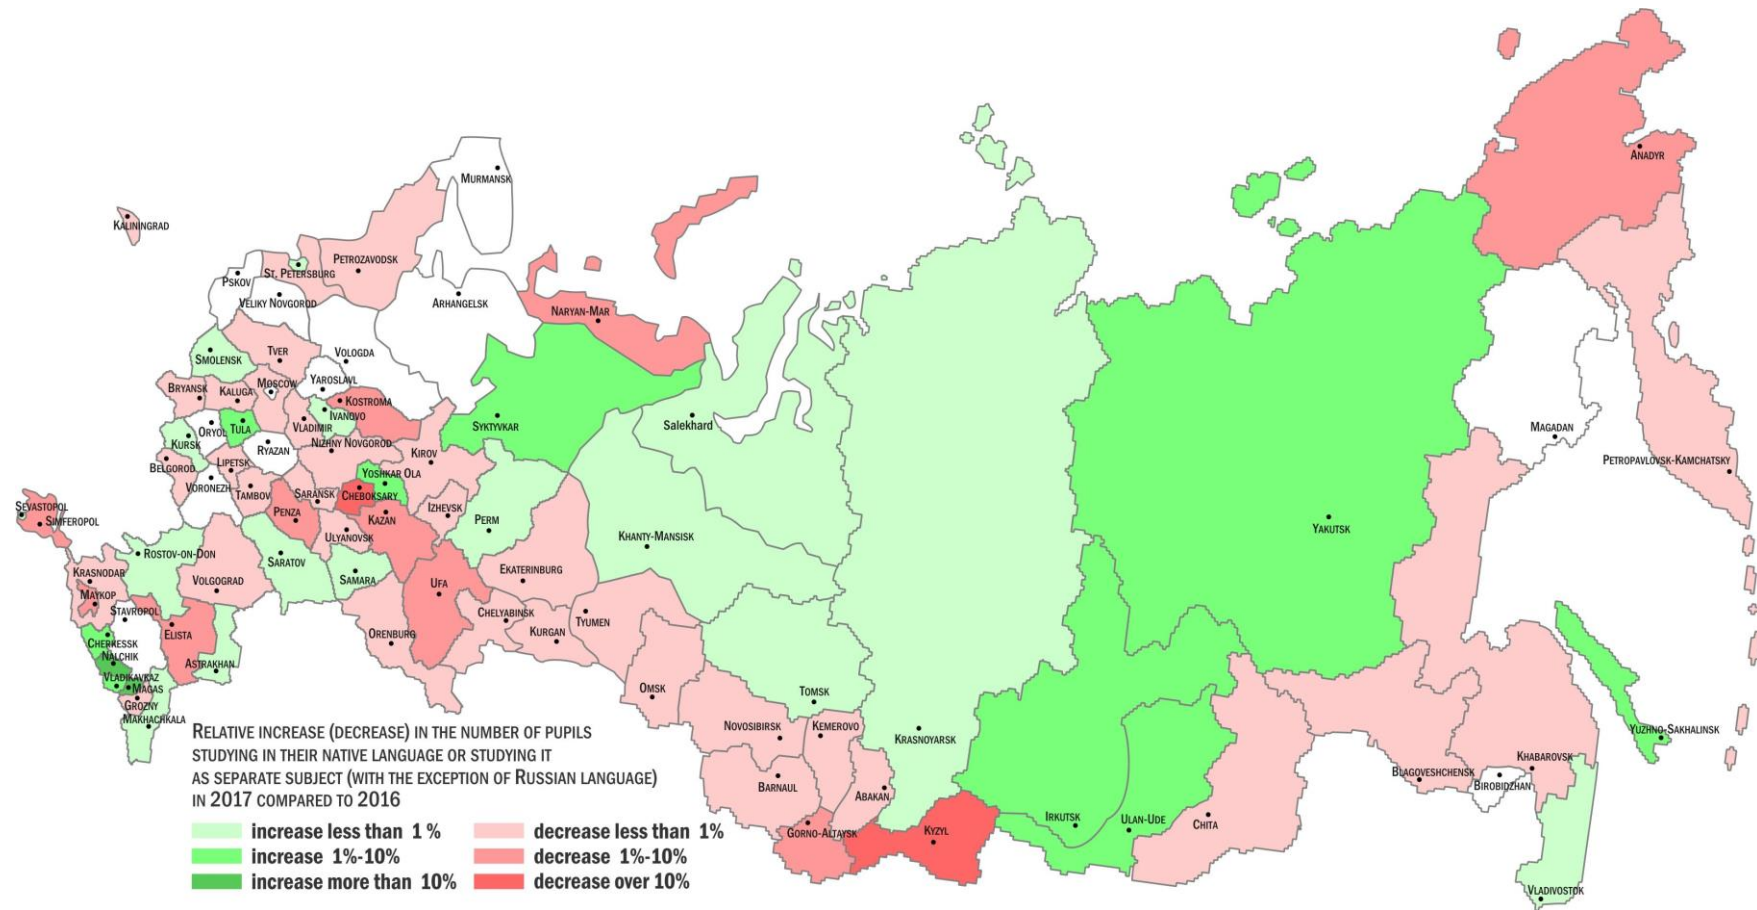 ANADYR
MURMANSK
KALININGRAD
PETROZAVODSK
ST. PETERSBURG
PSKOV
VELIKY NOVGOROD
ARHANGELSK
NARYAN-MAR
SMOLENSK
TVER
VOLOGDA
YAROSLAVL
MOSCOW
BRYANSK
KALUGA
KOSTROMA
IVANOVO
VLADIMIR
TULA
ORYOL
KURSK
RYAZAN
NIZHNY NOVGOROD
SYKTYVKAR
Salekhard
MAGADAN
PETROPAVLOVSK-KAMCHATSKY
BELGOROD
LIPETSK
KIROV
YOSHKAR OLA
VORONEZH
TAMBOV
SARANSK
CHEBOKSARY
SEVASTOPOL
SIMFEROPOL
PENZA
KAZAN
IZHEVSK
PERM
YAKUTSK
ULYANOVSK
KHANTY-MANSISK
ROSTOV-ON-DON
SARATOV
SAMARA
KRASNODAR
VOLGOGRAD
UFA
EKATERINBURG
MAYKOP
STAVROPOL
CHELYABINSK
TYUMEN
ELISTA
ORENBURG
KURGAN
CHERKESSK
NALCHIK
ASTRAKHAN
VLADIKAVKAZ
MAGAS
GROZNY
MAKHACHKALA
OMSK
TOMSK
NOVOSIBIRSK
KEMEROVO
KRASNOYARSK
YUZHNO-SAKHALINSK
KHABAROVSK
BLAGOVESHCHENSK
BIROBIDZHAN
BARNAUL
ABAKAN
GORNO-ALTAYSK
KYZYL
IRKUTSK
ULAN-UDE
CHITA
VLADIVOSTOK
RELATIVE INCREASE (DECREASE) IN THE NUMBER OF PUPILS
STUDYING IN THEIR NATIVE LANGUAGE OR STUDYING IT
AS SEPARATE SUBJECT (WITH THE EXCEPTION OF RUSSIAN LANGUAGE)
IN 2017 COMPARED TO 2016
increase less than 1 %
increase 1%-10%
increase more than 10%
decrease less than 1%
decrease 1%-10%
decrease over 10%